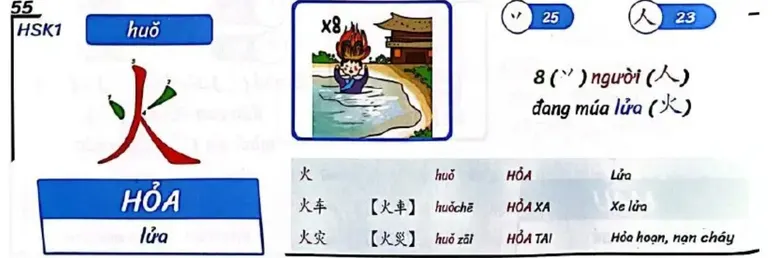 55
HSK1
huǒ
火
HỎA
lửa
x8
丷 25
人 23
8 (丷) người (人)
đang múa lửa (火)
火 huǒ HỎA Lửa
火车 【火車】 huǒchē HỎA XA Xe lửa
火灾 【火災】 huǒ zāi HỎA TAI Hỏa hoạn, nạn cháy